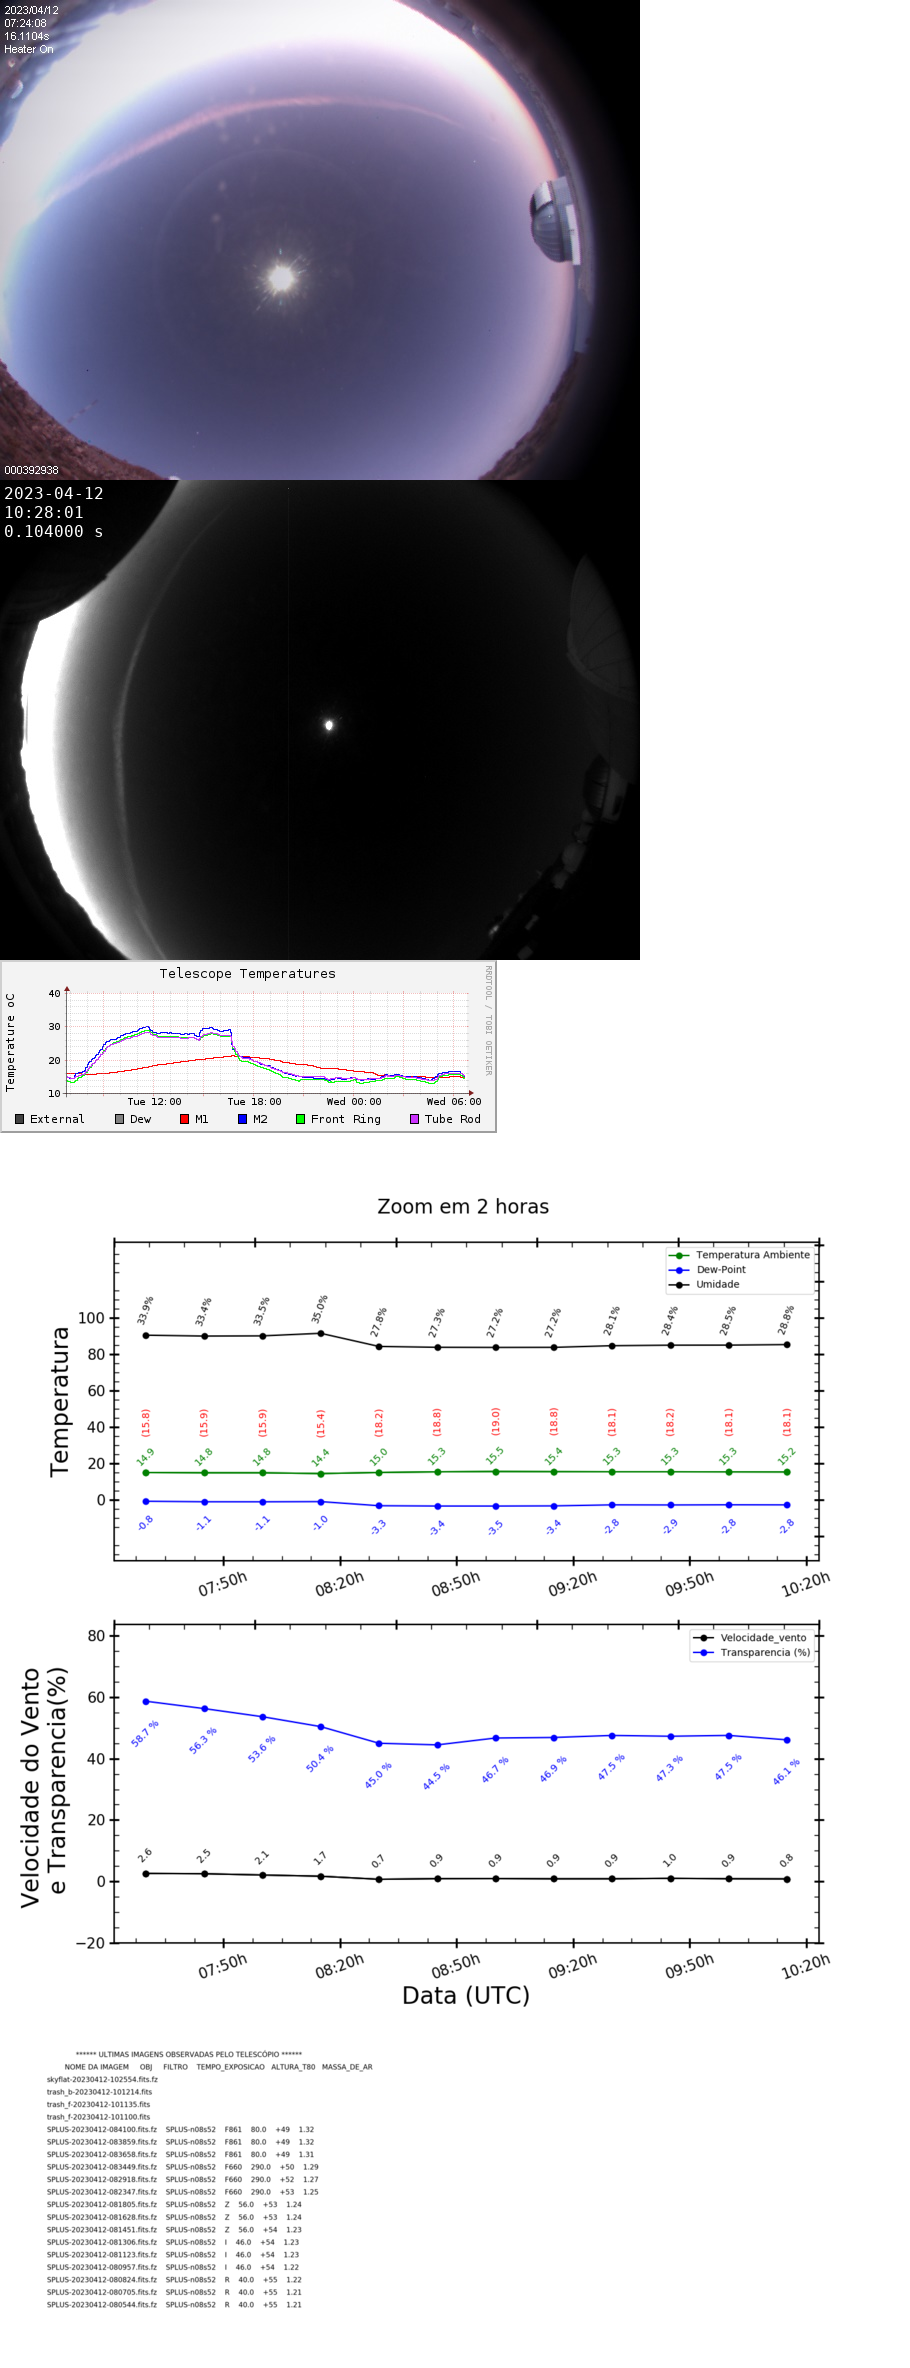 2023/04/12
07:24:08
16.1104s
Heater On
000392938
2023-04-12
10:28:01
0.104000 s
Telescope Temperatures
RRDTOOL / TOBI OETIKER
Temperature oC
40
30
20
10
Tue 12:00 Tue 18:00 Wed 00:00 Wed 06:00
External Dew M1 M2 Front Ring Tube Rod
Zoom em 2 horas
Temperatura Ambiente
Dew-Point
Umidade
Temperatura
100
80
60
40
20
0
33.9% 33.4% 33.5% 35.0% 27.8% 27.3% 27.2% 27.2% 28.1% 28.4% 28.5% 28.8%
(15.8) (15.9) (15.9) (15.4) (18.2) (18.8) (19.0) (18.8) (18.1) (18.2) (18.1) (18.1)
14.9 14.8 14.8 14.4 15.0 15.3 15.5 15.4 15.3 15.3 15.3 15.2
-0.8 -1.1 -1.1 -1.0 -3.3 -3.4 -3.5 -3.4 -2.8 -2.9 -2.8 -2.8
07:50h 08:20h 08:50h 09:20h 09:50h 10:20h
Velocidade_vento
Transparencia (%)
Velocidade do Vento
e Transparencia(%)
80
60
40
20
0
−20
58.7 % 56.3 % 53.6 % 50.4 % 45.0 % 44.5 % 46.7 % 46.9 % 47.5 % 47.3 % 47.5 % 46.1 %
2.6 2.5 2.1 1.7 0.7 0.9 0.9 0.9 0.9 1.0 0.9 0.8
07:50h 08:20h 08:50h 09:20h 09:50h 10:20h
Data (UTC)
****** ULTIMAS IMAGENS OBSERVADAS PELO TELESCÓPIO ******
NOME DA IMAGEM OBJ FILTRO TEMPO_EXPOSICAO ALTURA_T80 MASSA_DE_AR
skyflat-20230412-102554.fits.fz
trash_b-20230412-101214.fits
trash_f-20230412-101135.fits
trash_f-20230412-101100.fits
SPLUS-20230412-084100.fits.fz SPLUS-n08s52 F861 80.0 +49 1.32
SPLUS-20230412-083859.fits.fz SPLUS-n08s52 F861 80.0 +49 1.32
SPLUS-20230412-083658.fits.fz SPLUS-n08s52 F861 80.0 +49 1.31
SPLUS-20230412-083449.fits.fz SPLUS-n08s52 F660 290.0 +50 1.29
SPLUS-20230412-082918.fits.fz SPLUS-n08s52 F660 290.0 +52 1.27
SPLUS-20230412-082347.fits.fz SPLUS-n08s52 F660 290.0 +53 1.25
SPLUS-20230412-081805.fits.fz SPLUS-n08s52 Z 56.0 +53 1.24
SPLUS-20230412-081628.fits.fz SPLUS-n08s52 Z 56.0 +53 1.24
SPLUS-20230412-081451.fits.fz SPLUS-n08s52 Z 56.0 +54 1.23
SPLUS-20230412-081306.fits.fz SPLUS-n08s52 I 46.0 +54 1.23
SPLUS-20230412-081123.fits.fz SPLUS-n08s52 I 46.0 +54 1.23
SPLUS-20230412-080957.fits.fz SPLUS-n08s52 I 46.0 +54 1.22
SPLUS-20230412-080824.fits.fz SPLUS-n08s52 R 40.0 +55 1.22
SPLUS-20230412-080705.fits.fz SPLUS-n08s52 R 40.0 +55 1.21
SPLUS-20230412-080544.fits.fz SPLUS-n08s52 R 40.0 +55 1.21